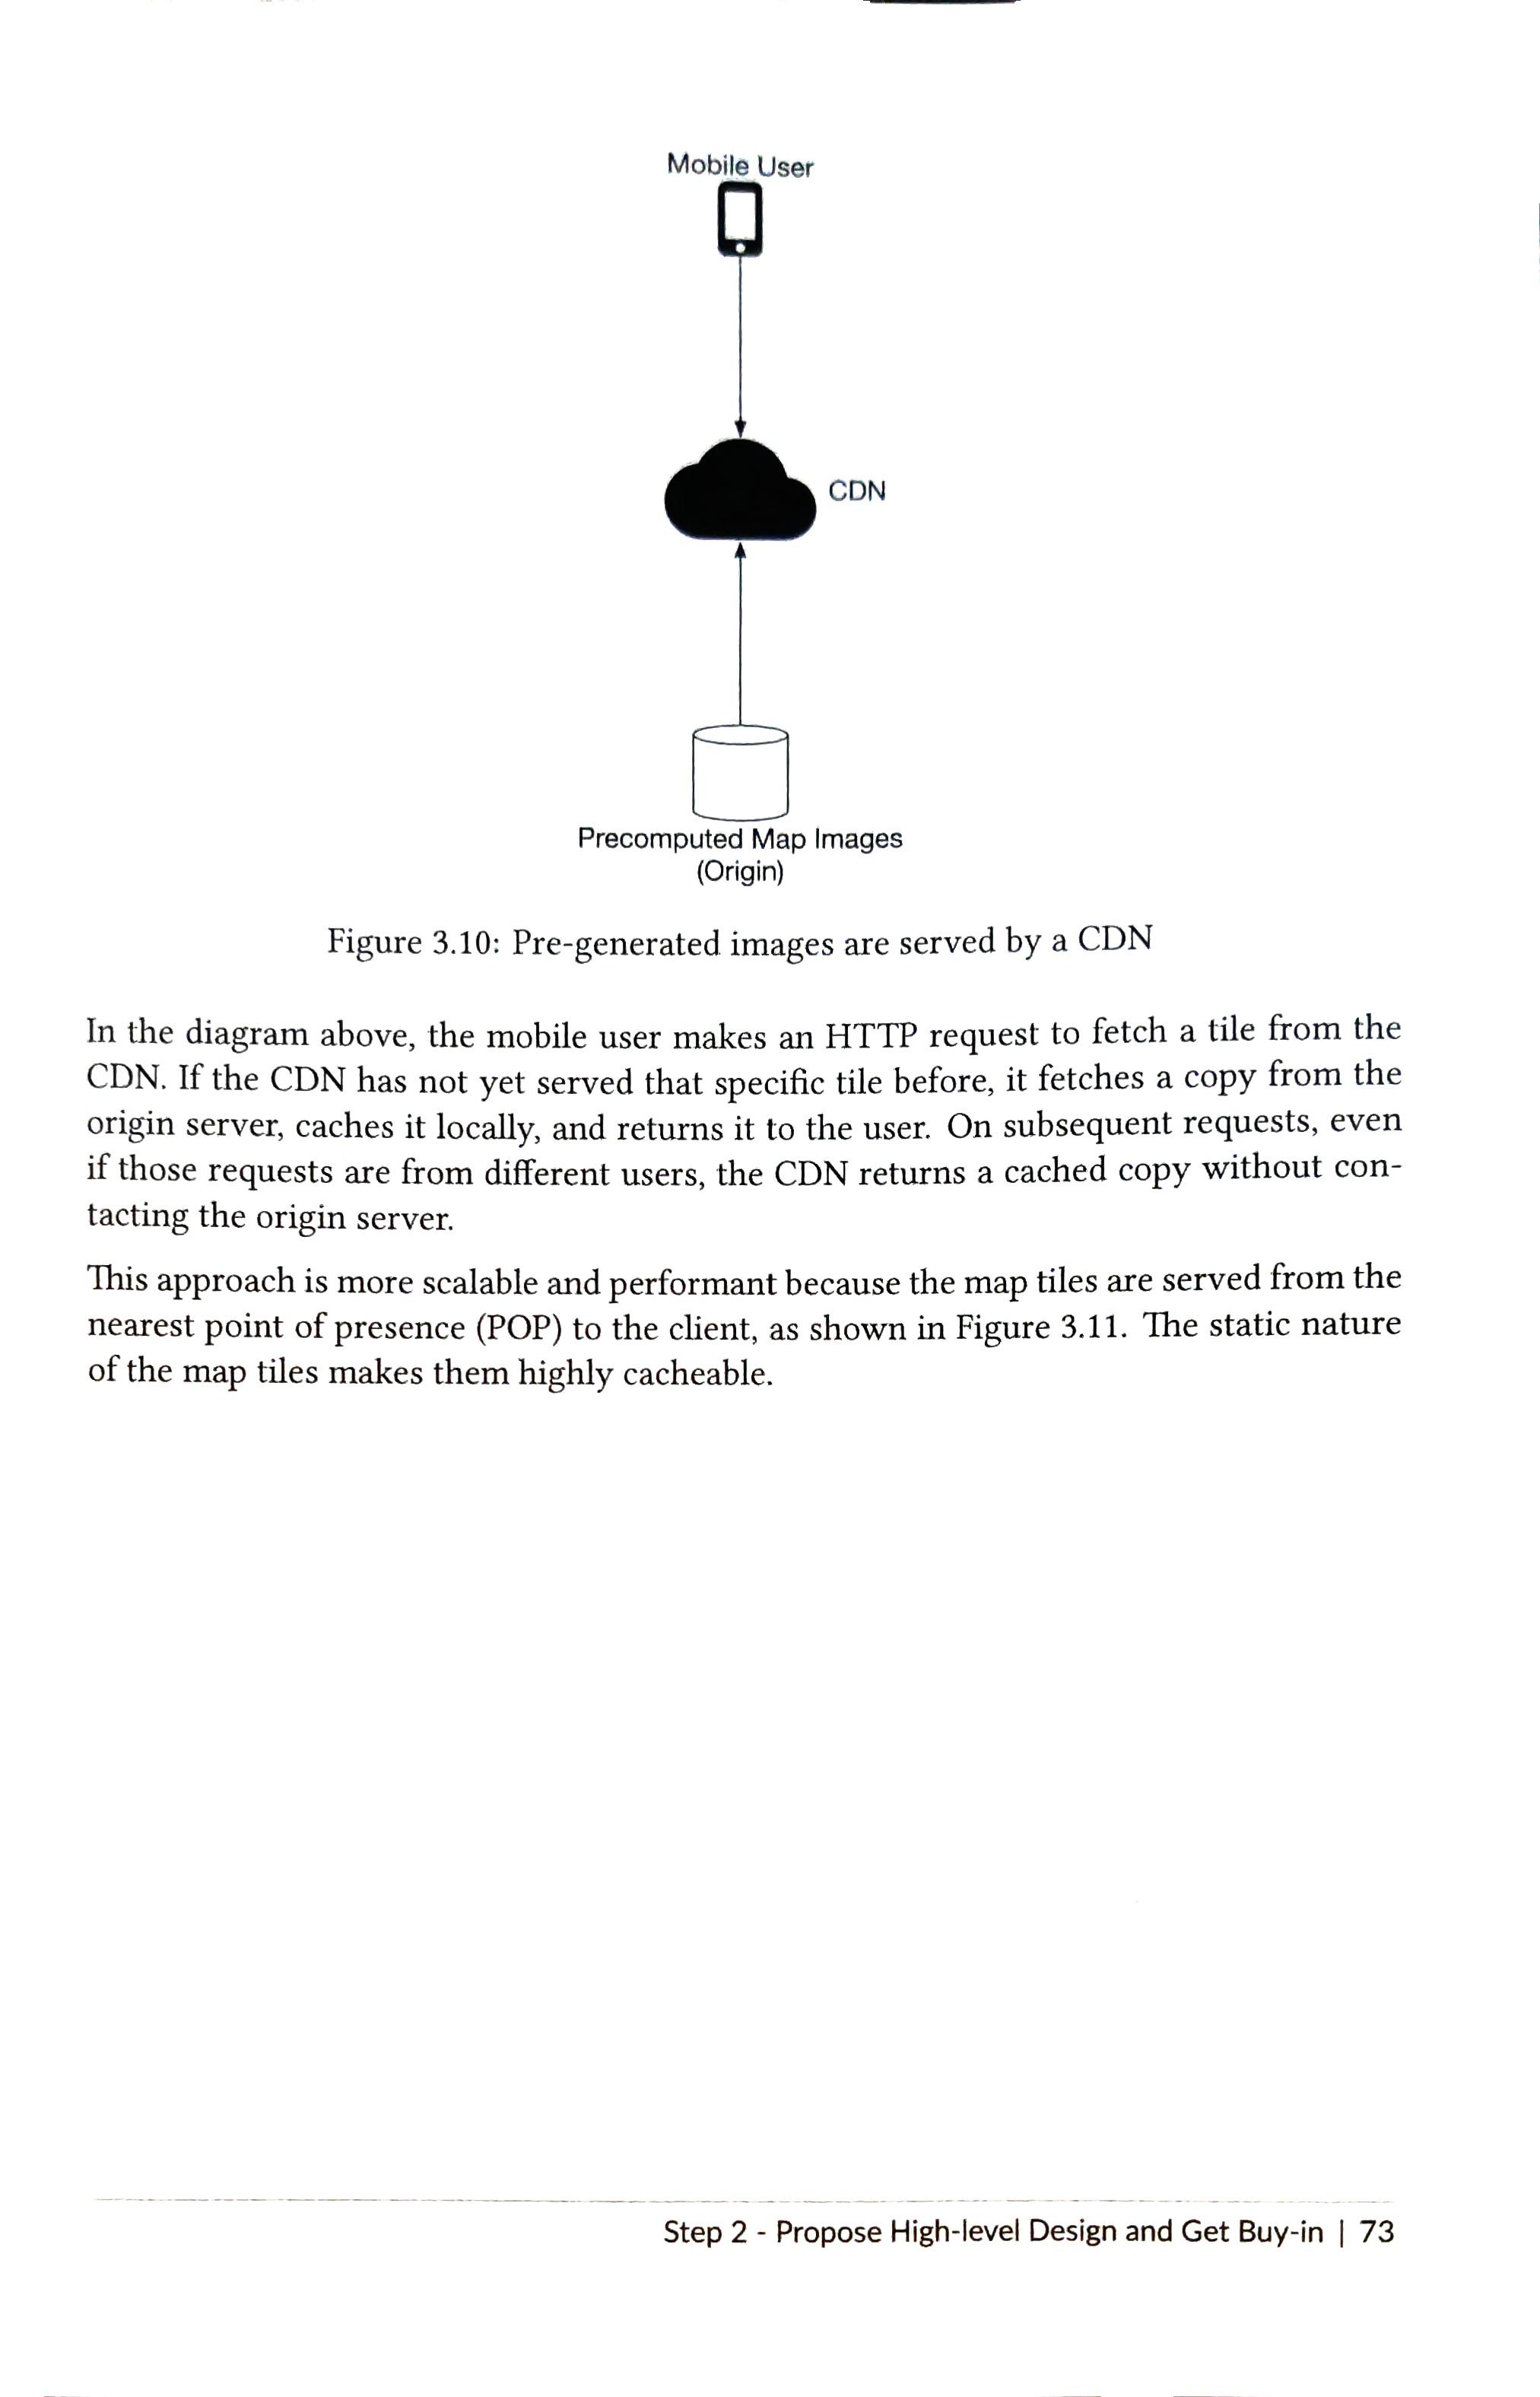 Mobile User
CDN
Precomputed Map Images
(Origin)
Figure 3.10: Pre-generated images are served by a CDN
In the diagram above, the mobile user makes an HTTP request to fetch a tile from the
CDN. If the CDN has not yet served that specific tile before, it fetches a copy from the
origin server, caches it locally, and returns it to the user. On subsequent requests, even
if those requests are from different users, the CDN returns a cached copy without con-
tacting the origin server.
This approach is more scalable and performant because the map tiles are served from the
nearest point of presence (POP) to the client, as shown in Figure 3.11. The static nature
of the map tiles makes them highly cacheable.
Step 2 - Propose High-level Design and Get Buy-in | 73